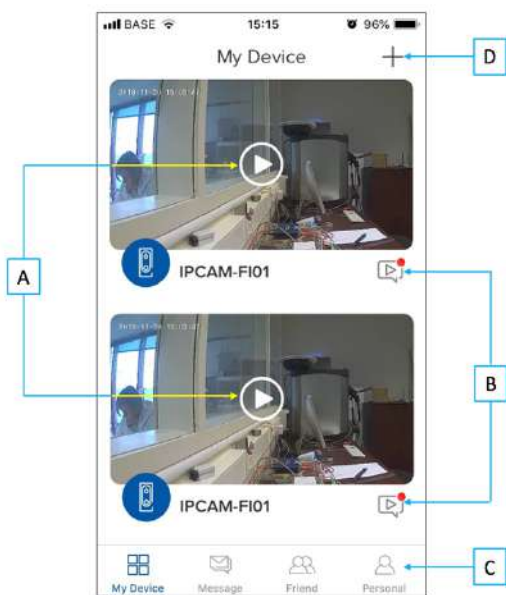 BASE 15:15 96%
My Device
D
IPCAM-FI01
A
B
IPCAM-FI01
C
My Device Message Friend Personal